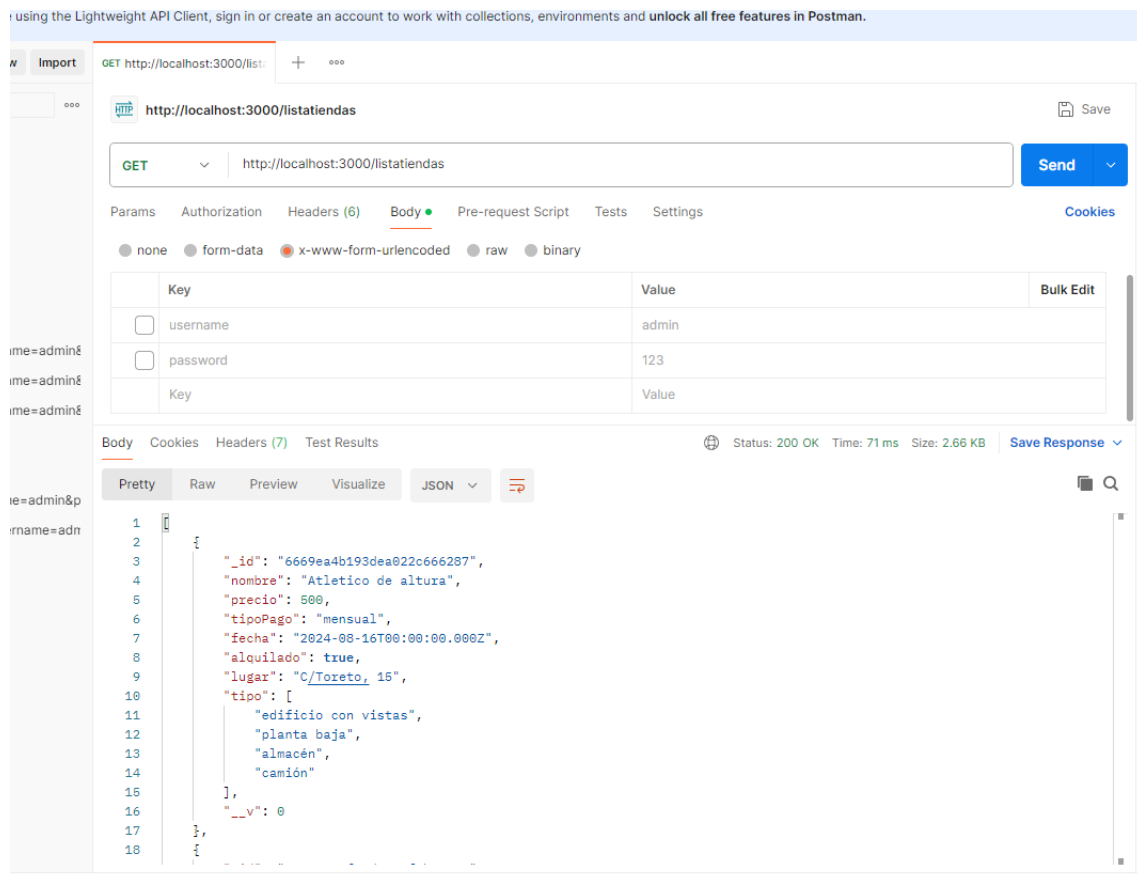 using the Lightweight API Client, sign in or create an account to work with collections, environments and unlock all free features in Postman.
Import GET http://localhost:3000/lista
http://localhost:3000/listatiendas Save
GET http://localhost:3000/listatiendas Send
Params Authorization Headers (6) Body Pre-request Script Tests Settings Cookies
none form-data x-www-form-urlencoded raw binary
Key Value Bulk Edit
username admin
password 123
Key Value
me=admin&
me=admin&
me=admin&
e=admin&p
rname=adm
Body Cookies Headers (7) Test Results Status: 200 OK Time: 71 ms Size: 2.66 KB Save Response
Pretty Raw Preview Visualize JSON
1 [
2 {
3 "_id": "6669ea4b193dea022c666287",
4 "nombre": "Atletico de altura",
5 "precio": 500,
6 "tipoPago": "mensual",
7 "fecha": "2024-08-16T00:00:00.000Z",
8 "alquilado": true,
9 "lugar": "C/Toreto, 15",
10 "tipo": [
11 "edificio con vistas",
12 "planta baja",
13 "almacén",
14 "camión"
15 ],
16 "__v": 0
17 },
18 {